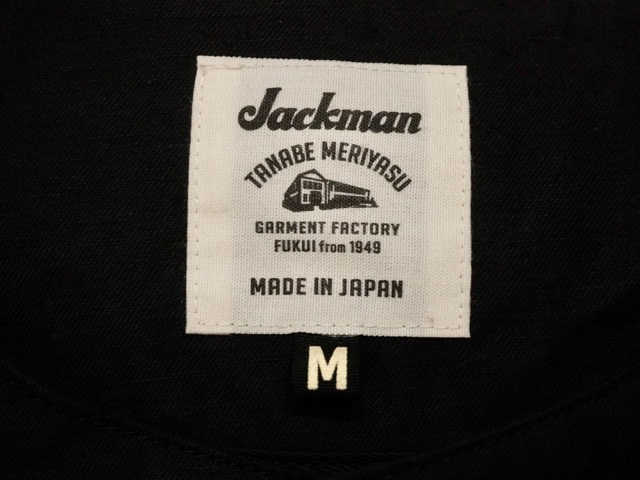 Jackman
TANABE MERIYASU
GARMENT FACTORY
FUKUI from 1949
MADE IN JAPAN
M